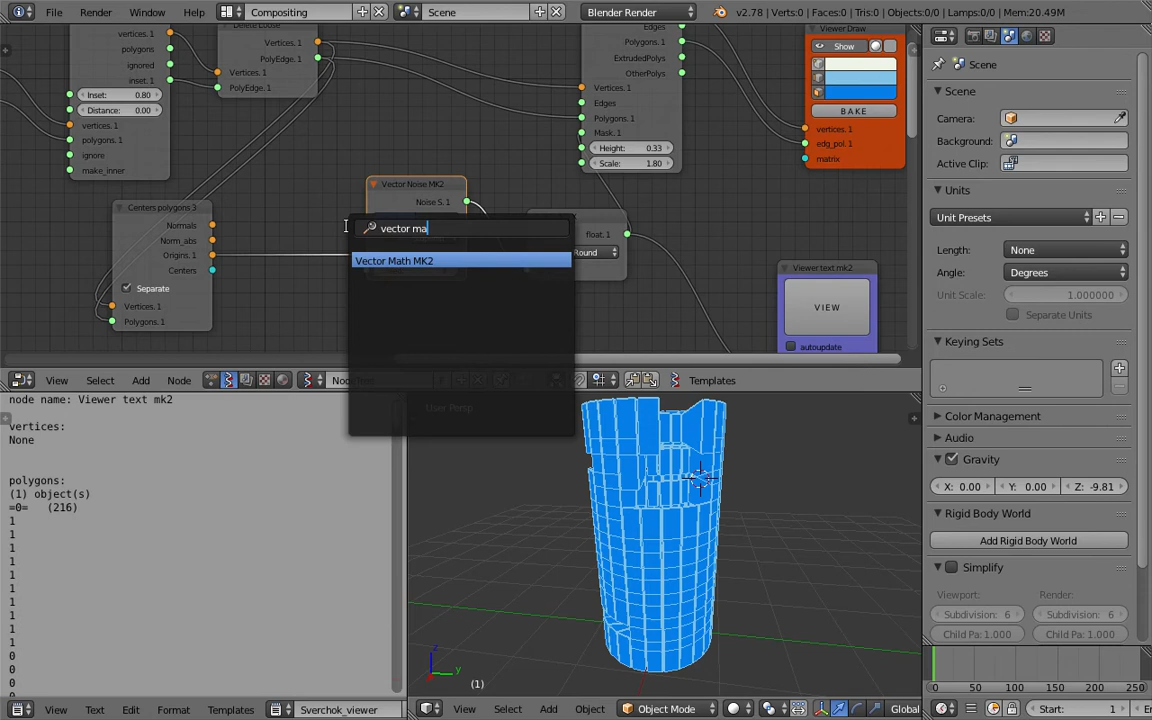 File
Render
Window
Help
Compositing
Scene
Blender Render
v2.78 | Verts:0 | Faces:0 | Tris:0 | Objects:0/0 | Lamps:0/0 | Mem:20.49M
vertices.1
polygons
ignored
inset.1
Inset: 0.80
Distance: 0.00
vertices.1
polygons.1
ignore
make_inner
Vertices.1
PolyEdge.1
Vertices.1
PolyEdge.1
Centers polygons 3
Normals
Norm_abs
Origins.1
Centers
Separate
Vertices.1
Polygons.1
Vector Noise MK2
Noise S.1
vector ma
Vector Math MK2
float.1
Round
Edges
Polygons.1
ExtrudedPolys
OtherPolys
Vertices.1
Edges
Polygons.1
Mask.1
Height: 0.33
Scale: 1.80
Viewer Draw
Show
BAKE
vertices.1
edg_pol.1
matrix
Viewer text mk2
VIEW
autoupdate
View
Select
Add
Node
Templates
node name: Viewer text mk2
vertices:
None
polygons:
(1) object(s)
=0= (216)
1
1
1
1
1
1
1
1
1
1
0
0
0
User Persp
z
y
(1)
View
Text
Edit
Format
Templates
Sverchok_viewer
View
Select
Add
Object
Object Mode
Global
Scene
Scene
Camera:
Background:
Active Clip:
Units
Unit Presets
Length: None
Angle: Degrees
Unit Scale: 1.000000
Separate Units
Keying Sets
Color Management
Audio
Gravity
X: 0.00 Y: 0.00 Z: -9.81
Rigid Body World
Add Rigid Body World
Simplify
Viewport: Render:
Subdivision: 6 Subdivision: 6
Child Pa: 1.000 Child Pa: 1.000
0 50 100 150 200 250
Start: 1